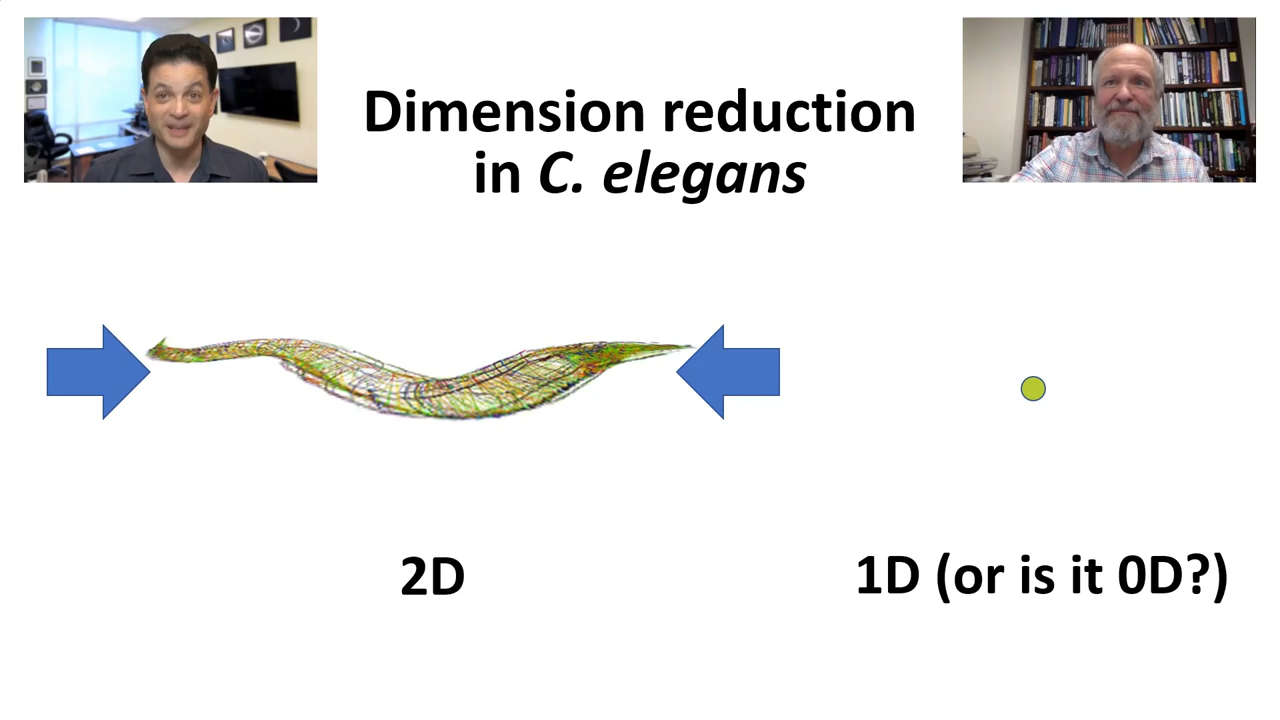 Dimension reduction
in C. elegans
2D
1D (or is it 0D?)